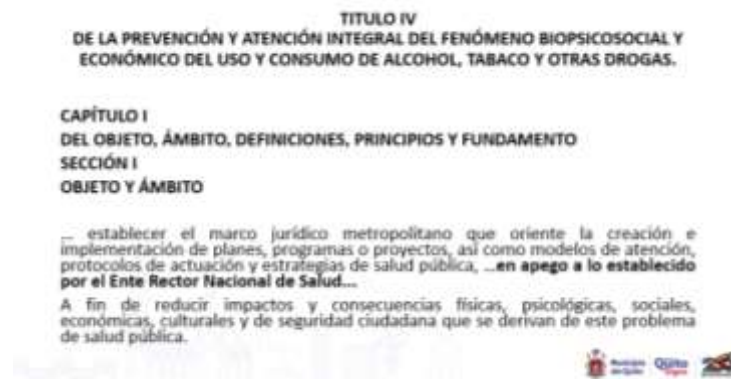 TITULO IV
DE LA PREVENCIÓN Y ATENCIÓN INTEGRAL DEL FENÓMENO BIOPSICOSOCIAL Y
ECONÓMICO DEL USO Y CONSUMO DE ALCOHOL, TABACO Y OTRAS DROGAS.
CAPÍTULO I
DEL OBJETO, ÁMBITO, DEFINICIONES, PRINCIPIOS Y FUNDAMENTO
SECCIÓN I
OBJETO Y ÁMBITO
... establecer el marco jurídico metropolitano que oriente la creación e
implementación de planes, programas o proyectos, así como modelos de atención,
protocolos de actuación y estrategias de salud pública, ...en apego a lo establecido
por el Ente Rector Nacional de Salud...
A fin de reducir impactos y consecuencias físicas, psicológicas, sociales,
económicas, culturales y de seguridad ciudadana que se derivan de este problema
de salud pública.
Municipio
de Quito
Quito